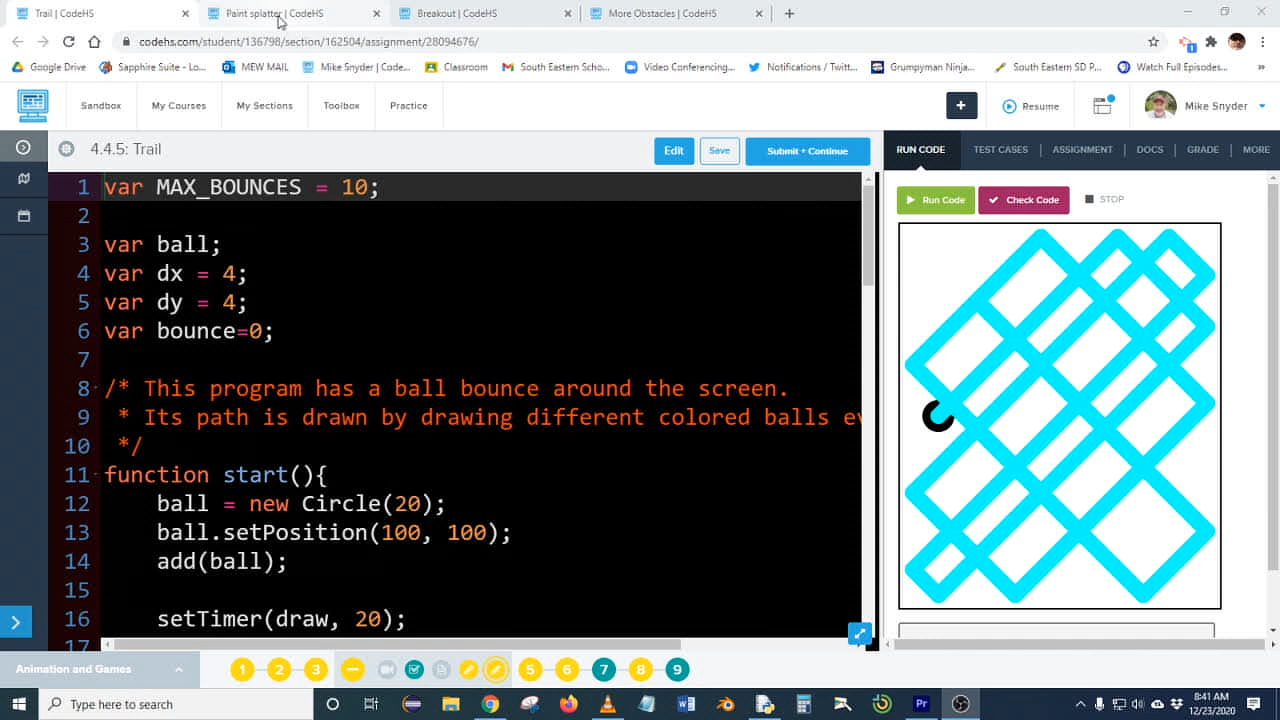 Trail | CodeHS
Paint splatter | CodeHS
Breakout | CodeHS
More Obstacles | CodeHS
codehs.com/student/136798/section/162504/assignment/28094676/
Google Drive
Sapphire Suite - Lo...
MEW MAIL
Mike Snyder | Code...
Classroom
South Eastern Scho...
Video Conferencing...
Notifications / Twitt...
Grumpyman Ninja...
South Eastern SD P...
Watch Full Episodes...
»
Sandbox
My Courses
My Sections
Toolbox
Practice
+
Resume
Mike Snyder
4.4.5: Trail
Edit
Save
Submit + Continue
RUN CODE
TEST CASES
ASSIGNMENT
DOCS
GRADE
MORE
Run Code
Check Code
STOP
1 var MAX_BOUNCES = 10;
2
3 var ball;
4 var dx = 4;
5 var dy = 4;
6 var bounce=0;
7
8 /* This program has a ball bounce around the screen.
9 * Its path is drawn by drawing different colored balls ev
10 */
11 function start(){
12 ball = new Circle(20);
13 ball.setPosition(100, 100);
14 add(ball);
15
16 setTimer(draw, 20);
17
Animation and Games
1 2 3 5 6 7 8 9
Type here to search
Pr
8:41 AM
12/23/2020